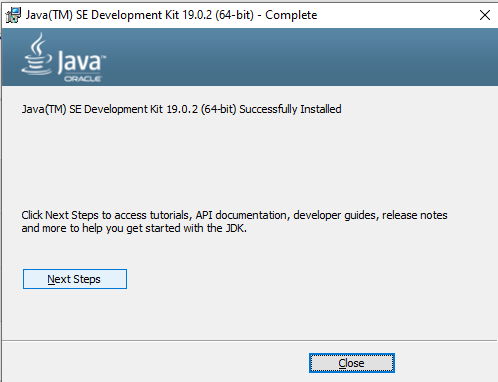 Java(TM) SE Development Kit 19.0.2 (64-bit) - Complete
Java™
ORACLE
Java(TM) SE Development Kit 19.0.2 (64-bit) Successfully Installed
Click Next Steps to access tutorials, API documentation, developer guides, release notes
and more to help you get started with the JDK.
Next Steps
Close